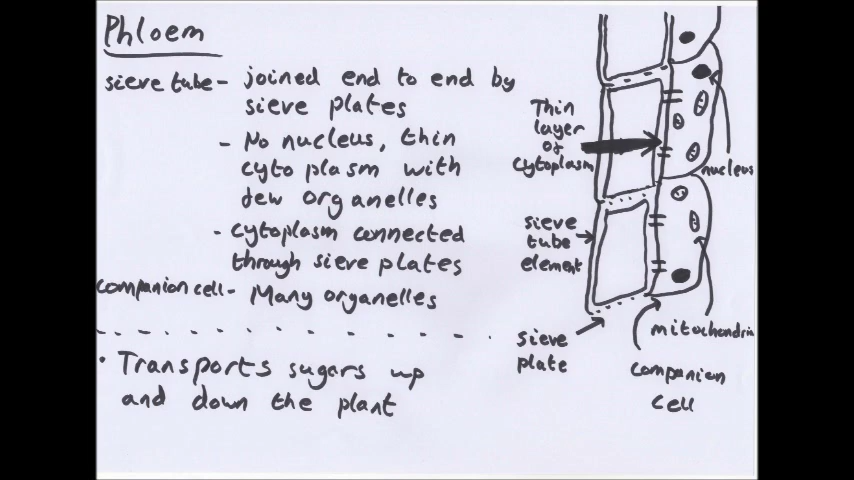 Phloem
sieve tube - joined end to end by
sieve plates
- No nucleus, thin
cytoplasm with
few organelles
- cytoplasm connected
through sieve plates
companion cell - Many organelles
• Transports sugars up
and down the plant
Thin
layer
of
cytoplasm
nucleus
sieve
tube
element
mitochondria
sieve
plate
companion
cell